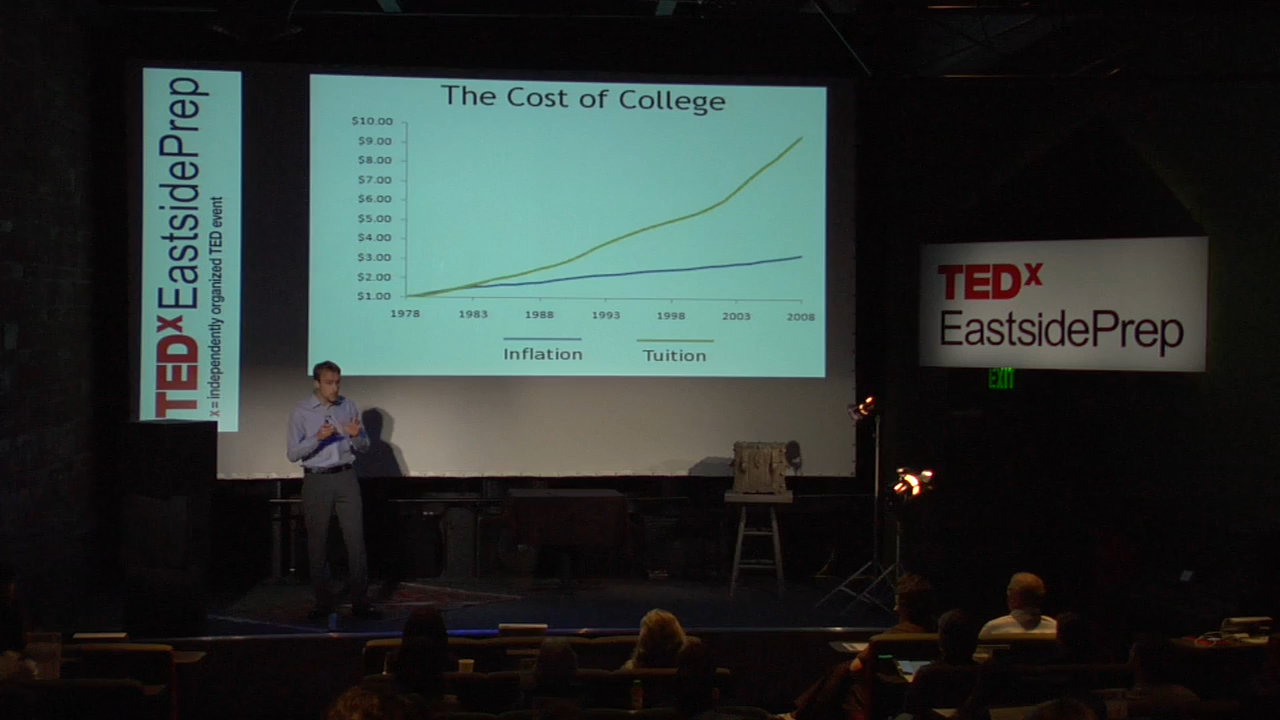 TEDx EastsidePrep
x = independently organized TED event
The Cost of College
$10.00
$9.00
$8.00
$7.00
$6.00
$5.00
$4.00
$3.00
$2.00
$1.00
1978 1983 1988 1993 1998 2003 2008
Inflation Tuition
TEDx
EastsidePrep
EXIT